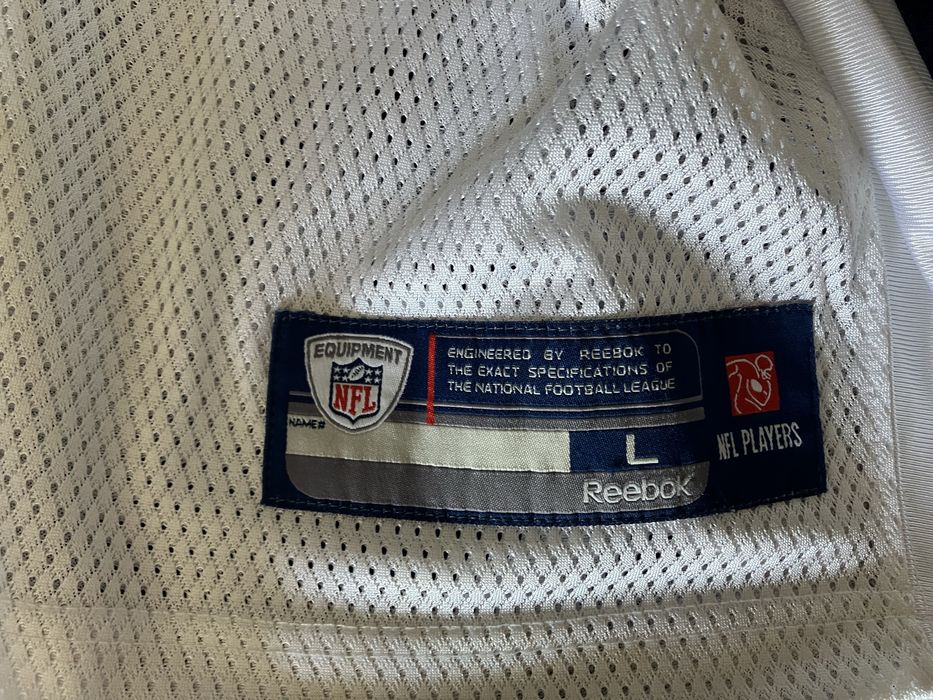 EQUIPMENT
NFL
ENGINEERED BY REEBOK TO
THE EXACT SPECIFICATIONS OF
THE NATIONAL FOOTBALL LEAGUE
NAME#
L
Reebok
NFL PLAYERS